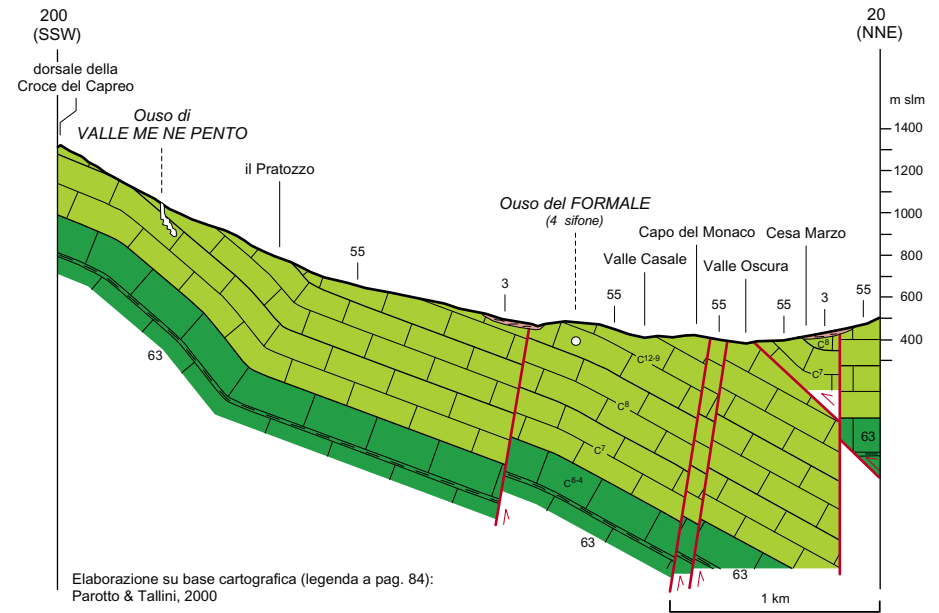 200
(SSW)
20
(NNE)
dorsale della
Croce del Capreo
m slm
Ouso di
VALLE ME NE PENTO
1400
1200
il Pratozzo
1000
Ouso del FORMALE
(4 sifone)
Capo del Monaco
Cesa Marzo
800
55
Valle Casale
Valle Oscura
3
55
55
55
3
55
600
400
C12-9
C8
C8
C7
C7
C6-4
63
63
63
63
Elaborazione su base cartografica (legenda a pag. 84):
Parotto & Tallini, 2000
1 km